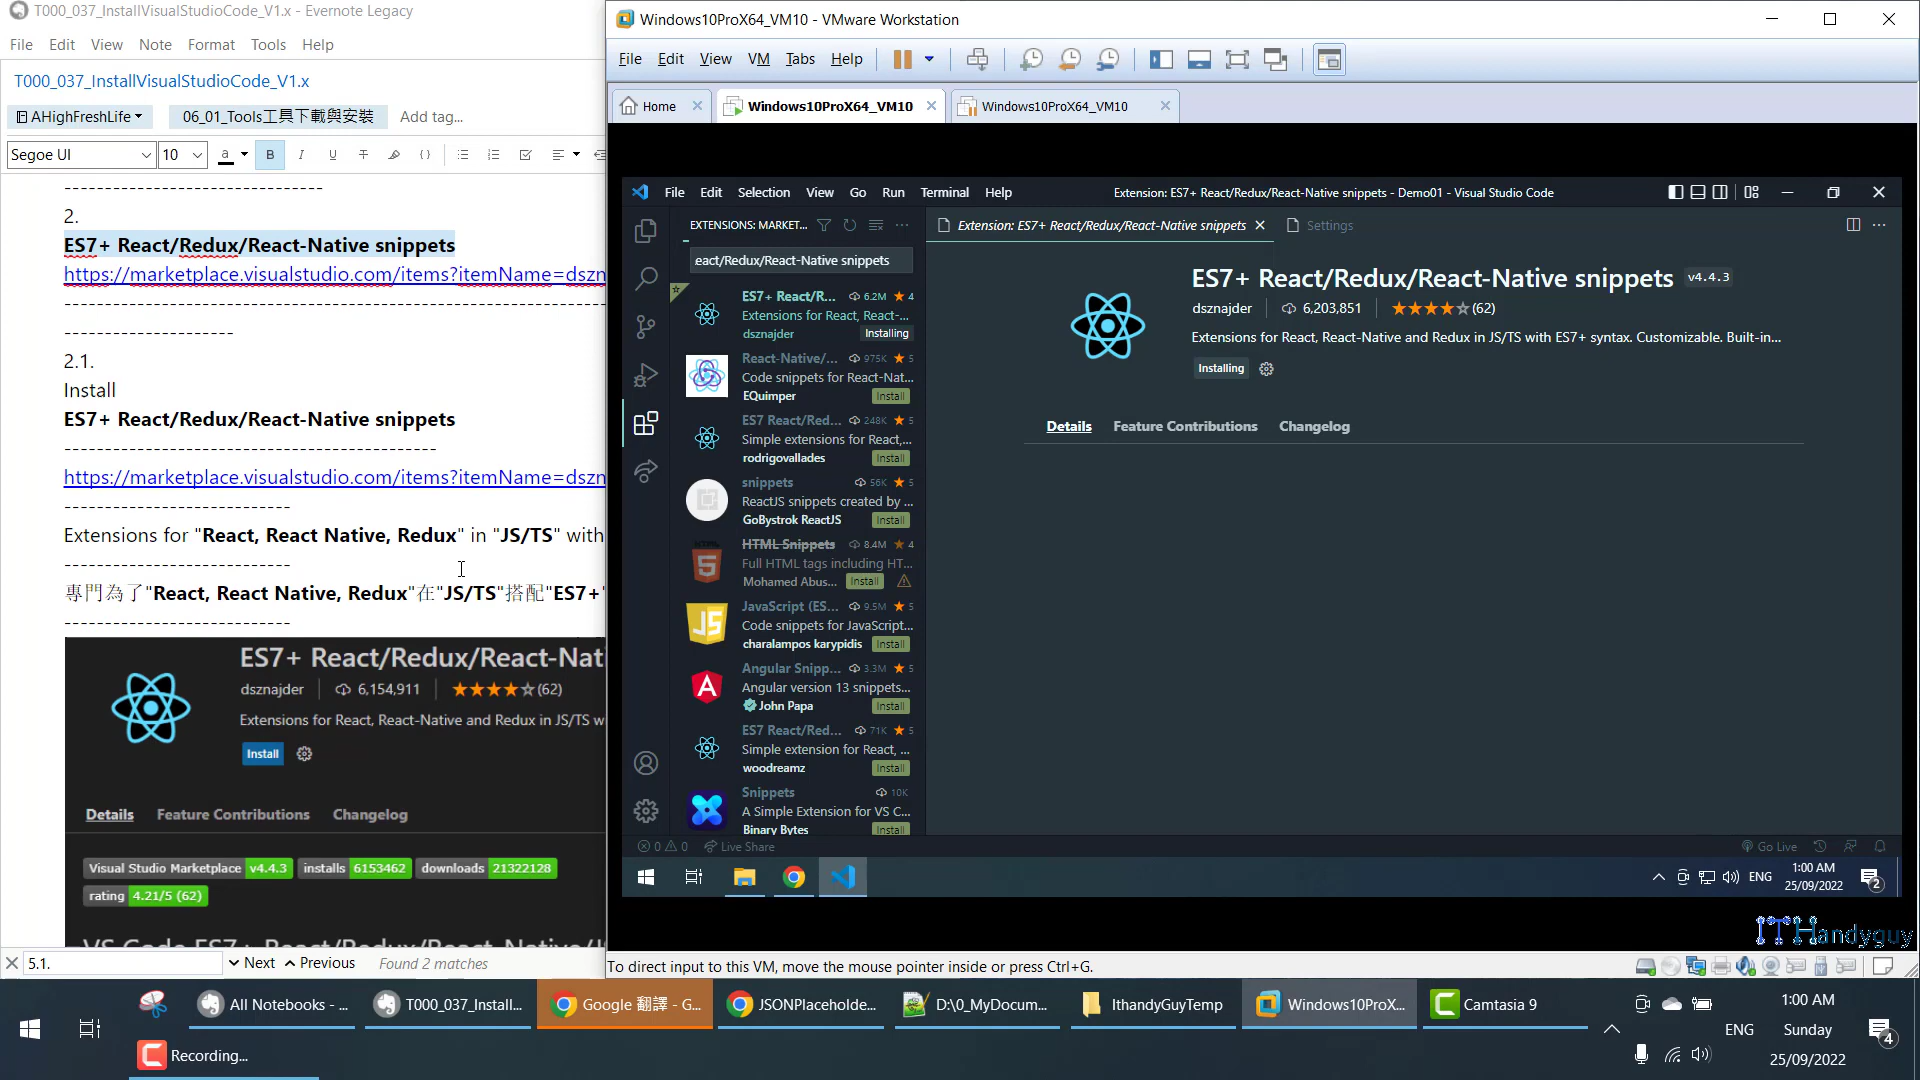 T000_037_InstallVisualStudioCode_V1.x - Evernote Legacy
File Edit View Note Format Tools Help
T000_037_InstallVisualStudioCode_V1.x
AHighFreshLife 06_01_Tools工具下載與安裝 Add tag...
Segoe UI 10 a B I U T {}
--------------------------------
2.
ES7+ React/Redux/React-Native snippets
https://marketplace.visualstudio.com/items?itemName=dszn
2.1.
Install
ES7+ React/Redux/React-Native snippets
https://marketplace.visualstudio.com/items?itemName=dszn
Extensions for "React, React Native, Redux" in "JS/TS" with
專門為了"React, React Native, Redux"在"JS/TS"搭配"ES7+"
ES7+ React/Redux/React-Nati
dsznajder 6,154,911 (62)
Extensions for React, React-Native and Redux in JS/TS w
Install
Details Feature Contributions Changelog
Visual Studio Marketplace v4.4.3 installs 6153462 downloads 21322128
rating 4.21/5 (62)
VS Code ES7+ React/Redux/React-Native/JS
5.1. Next Previous Found 2 matches
Windows10ProX64_VM10 - VMware Workstation
File Edit View VM Tabs Help
Home Windows10ProX64_VM10 Windows10ProX64_VM10
File Edit Selection View Go Run Terminal Help Extension: ES7+ React/Redux/React-Native snippets - Demo01 - Visual Studio Code
EXTENSIONS: MARKET...
eact/Redux/React-Native snippets
ES7+ React/R... 6.2M 4
Extensions for React, React-...
dsznajder Installing
React-Native/... 975K 5
Code snippets for React-Nat...
EQuimper Install
ES7 React/Red... 248K 5
Simple extensions for React,...
rodrigovallades Install
snippets 56K 5
ReactJS snippets created by ...
GoBystrok ReactJS Install
HTML Snippets 8.4M 4
Full HTML tags including HT...
Mohamed Abus... Install
JavaScript (ES... 9.5M 5
Code snippets for JavaScript...
charalampos karypidis Install
Angular Snipp... 3.3M 5
Angular version 13 snippets...
John Papa Install
ES7 React/Red... 71K 5
Simple extension for React, ...
woodreamz Install
Snippets 10K
A Simple Extension for VS C...
Binary Bytes Install
Extension: ES7+ React/Redux/React-Native snippets Settings
ES7+ React/Redux/React-Native snippets v4.4.3
dsznajder 6,203,851 (62)
Extensions for React, React-Native and Redux in JS/TS with ES7+ syntax. Customizable. Built-in...
Installing
Details Feature Contributions Changelog
0 0 Live Share Go Live
ENG 1:00 AM 25/09/2022 2
ITHandyguy
To direct input to this VM, move the mouse pointer inside or press Ctrl+G.
All Notebooks - ... T000_037_Install... Google 翻譯 - G... JSONPlaceholde... D:\0_MyDocum... IthandyGuyTemp Windows10ProX... Camtasia 9
Recording...
ENG
1:00 AM
Sunday
25/09/2022
4